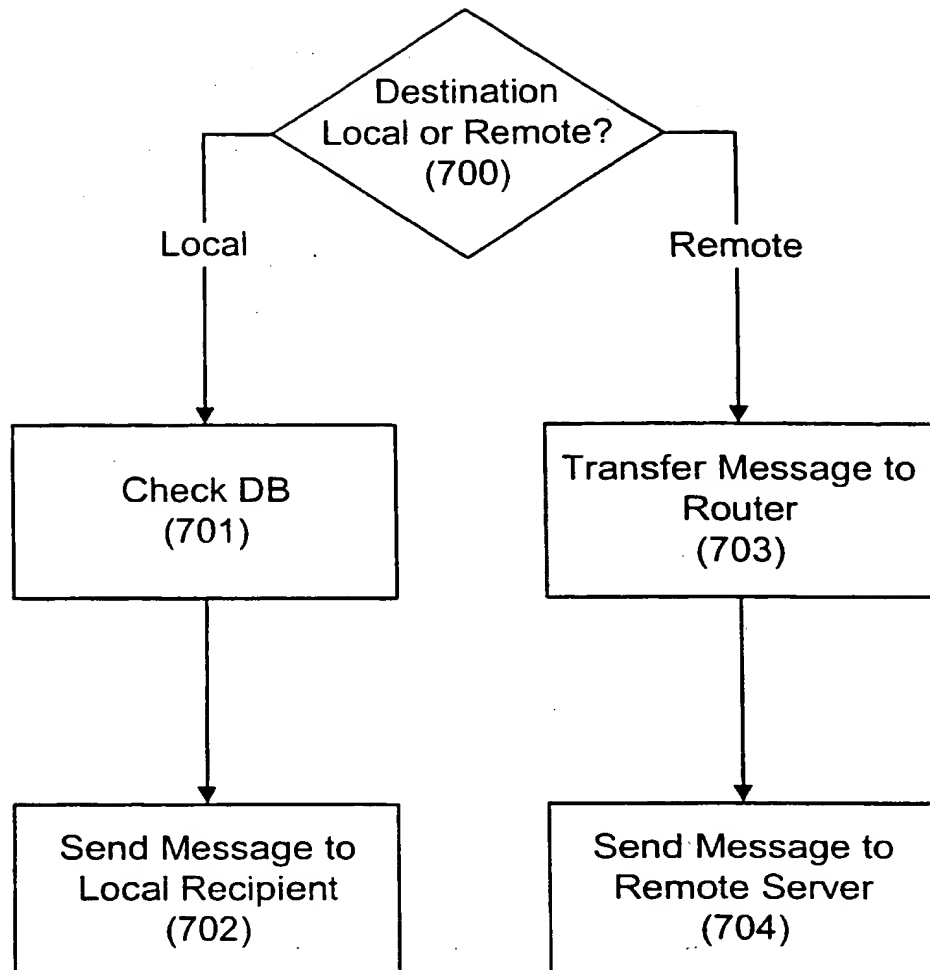 Destination
Local or Remote?
(700)
Local
Remote
Check DB
(701)
Transfer Message to
Router
(703)
Send Message to
Local Recipient
(702)
Send Message to
Remote Server
(704)